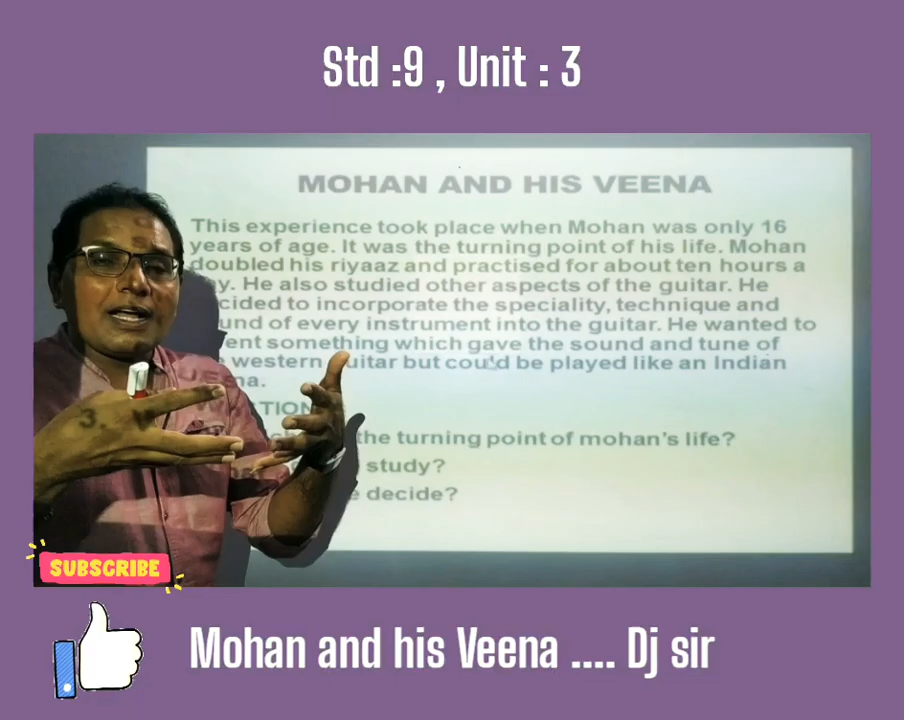 Std :9 , Unit : 3
MOHAN AND HIS VEENA
This experience took place when Mohan was only 16
years of age. It was the turning point of his life. Mohan
doubled his riyaaz and practised for about ten hours a
He also studied other aspects of the guitar. He
to incorporate the speciality, technique and
of every instrument into the guitar. He wanted to
something which gave the sound and tune of
western but could be played like an Indian
3.
the turning point of mohan's life?
study?
decide?
SUBSCRIBE
Mohan and his Veena .... Dj sir